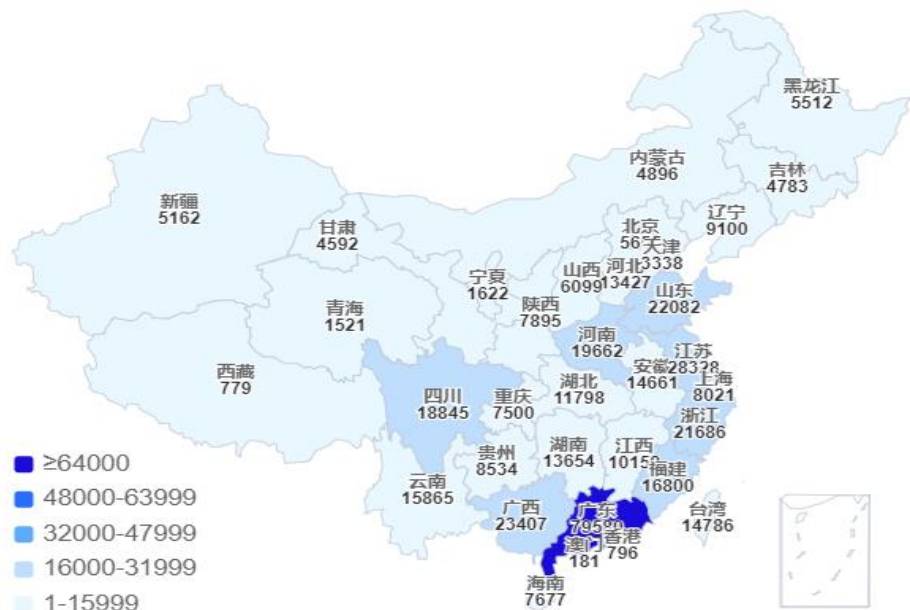 黑龙江
5512
内蒙古
4896
吉林
4783
新疆
5162
辽宁
9100
甘肃
4592
北京
天津
3338
河北
13427
山西
6099
宁夏
1622
山东
22082
青海
1521
陕西
7895
河南
19662
江苏
28328
安徽
14661
西藏
779
上海
8021
湖北
11798
四川
18845
重庆
7500
浙江
21686
贵州
8534
湖南
13654
江西
福建
16800
云南
15865
广西
23407
广东
台湾
14786
香港
796
澳门
181
海南
7677
≥64000
48000-63999
32000-47999
16000-31999
1-15999